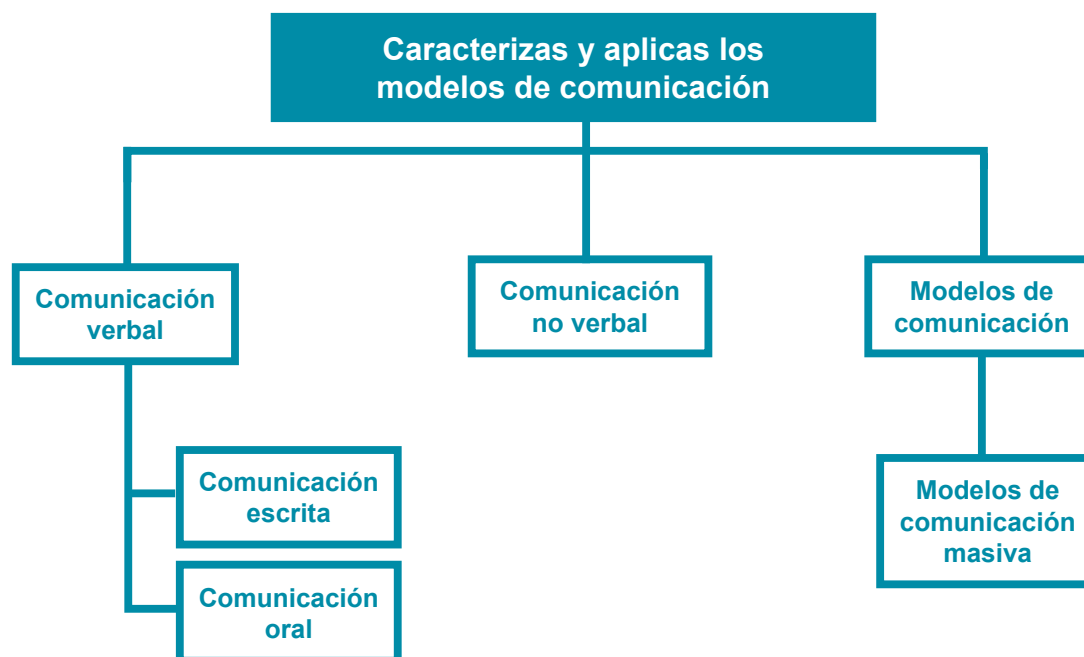 Caracterizas y aplicas los
modelos de comunicación
Comunicación
verbal
Comunicación
no verbal
Modelos de
comunicación
Comunicación
escrita
Comunicación
oral
Modelos de
comunicación
masiva